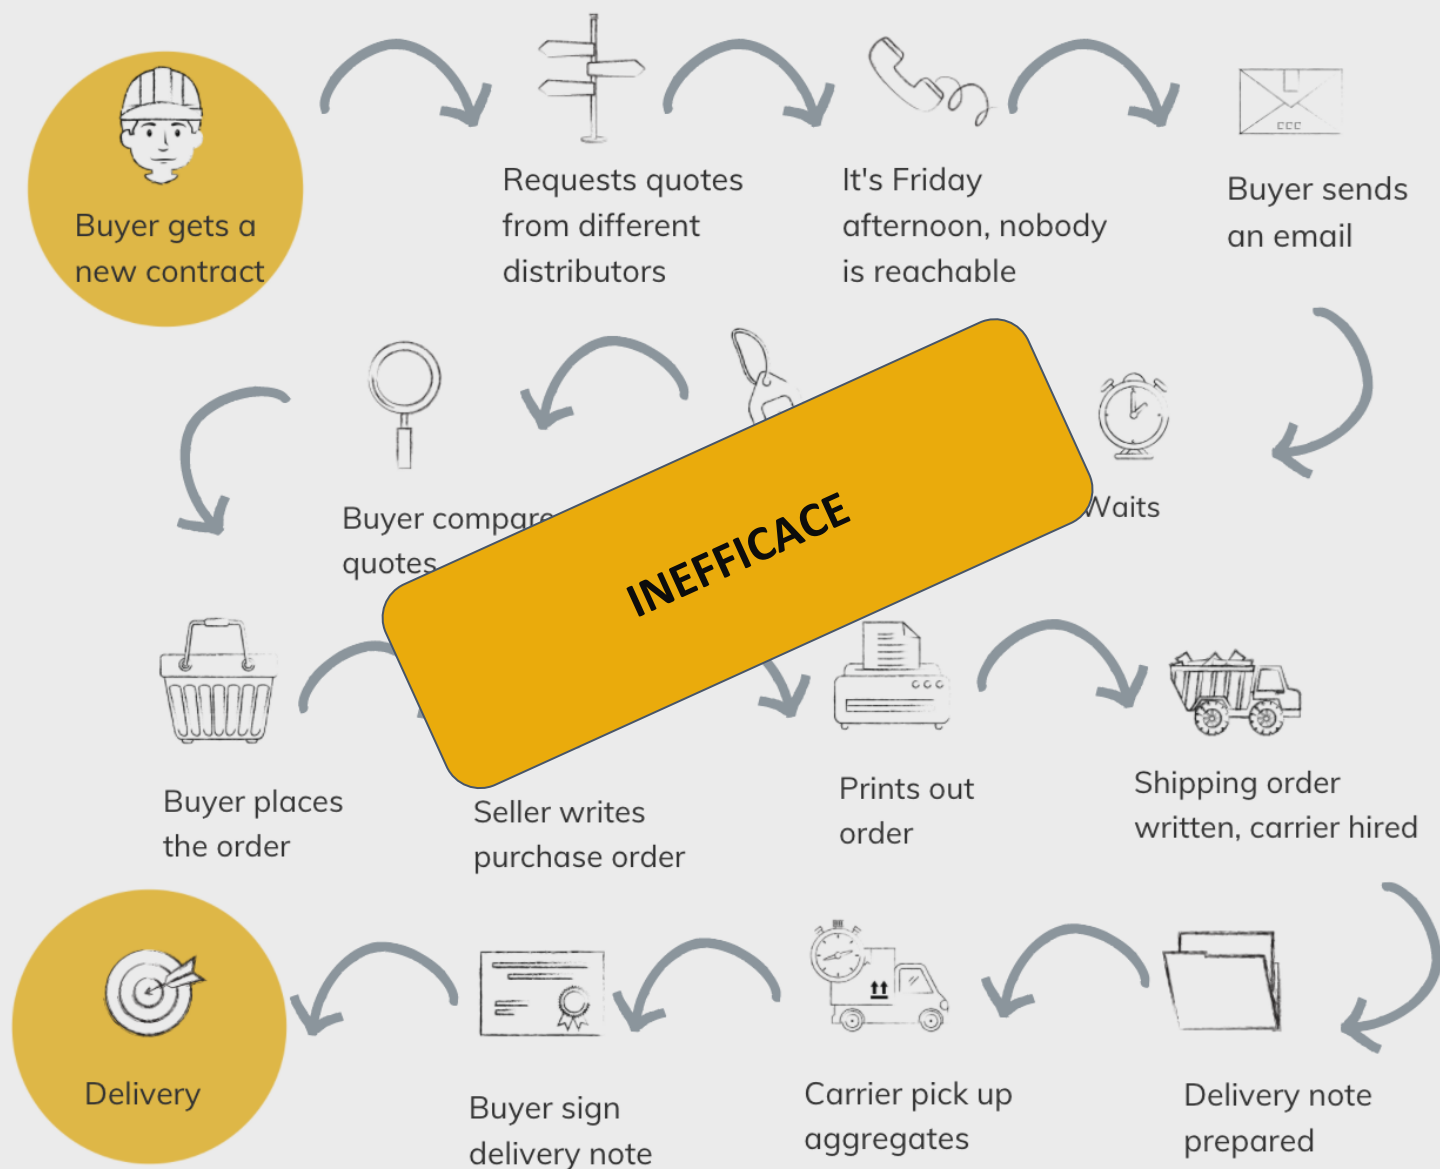 Buyer gets a
new contract
Requests quotes
from different
distributors
It's Friday
afternoon, nobody
is reachable
Buyer sends
an email
Waits
INEFFICACE
Buyer compare
quotes
Buyer places
the order
Seller writes
purchase order
Prints out
order
Shipping order
written, carrier hired
Delivery note
prepared
Carrier pick up
aggregates
Buyer sign
delivery note
Delivery